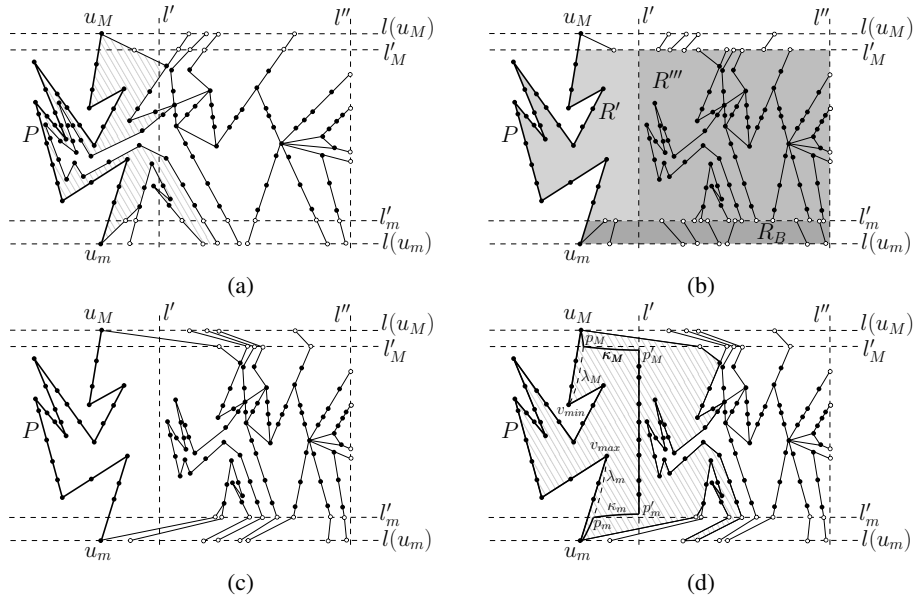 l′ l″ l′ l″
u_M l(u_M) u_M l(u_M)
l′_M l′_M
R‴
R′
P P
l′_m l′_m
l(u_m) R_B l(u_m)
u_m u_m
(a) (b)
l′ l″ l′ l″
u_M l(u_M) u_M l(u_M)
l′_M p_M κ_M p′_M l′_M
λ_M
P P v_min
v_max
λ_m
l′_m κ_m p′_m l′_m
p_m
l(u_m) l(u_m)
u_m u_m
(c) (d)